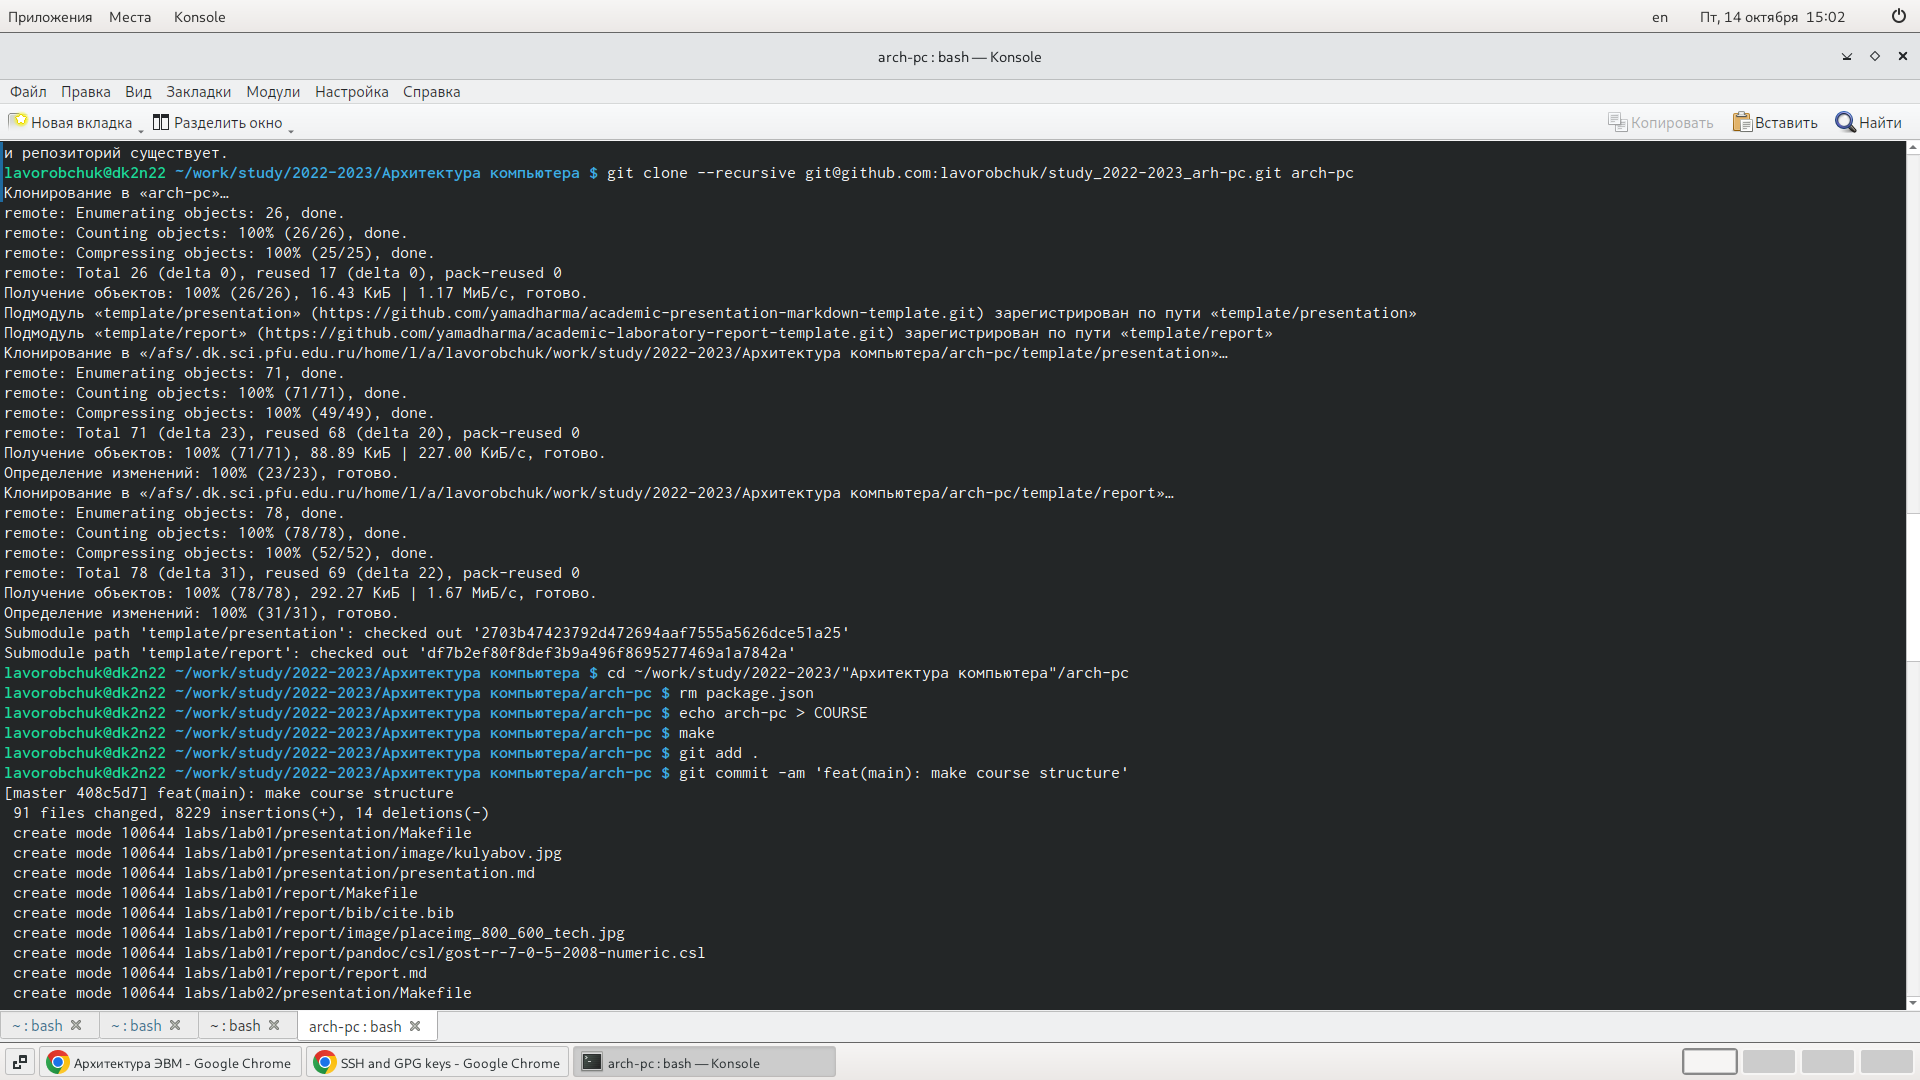 Приложения Места Konsole en Пт, 14 октября 15:02
arch-pc : bash — Konsole
Файл Правка Вид Закладки Модули Настройка Справка
Новая вкладка Разделить окно Копировать Вставить Найти
и репозиторий существует.
lavorobchuk@dk2n22 ~/work/study/2022-2023/Архитектура компьютера $ git clone --recursive git@github.com:lavorobchuk/study_2022-2023_arh-pc.git arch-pc
Клонирование в «arch-pc»…
remote: Enumerating objects: 26, done.
remote: Counting objects: 100% (26/26), done.
remote: Compressing objects: 100% (25/25), done.
remote: Total 26 (delta 0), reused 17 (delta 0), pack-reused 0
Получение объектов: 100% (26/26), 16.43 КиБ | 1.17 МиБ/с, готово.
Подмодуль «template/presentation» (https://github.com/yamadharma/academic-presentation-markdown-template.git) зарегистрирован по пути «template/presentation»
Подмодуль «template/report» (https://github.com/yamadharma/academic-laboratory-report-template.git) зарегистрирован по пути «template/report»
Клонирование в «/afs/.dk.sci.pfu.edu.ru/home/l/a/lavorobchuk/work/study/2022-2023/Архитектура компьютера/arch-pc/template/presentation»…
remote: Enumerating objects: 71, done.
remote: Counting objects: 100% (71/71), done.
remote: Compressing objects: 100% (49/49), done.
remote: Total 71 (delta 23), reused 68 (delta 20), pack-reused 0
Получение объектов: 100% (71/71), 88.89 КиБ | 227.00 КиБ/с, готово.
Определение изменений: 100% (23/23), готово.
Клонирование в «/afs/.dk.sci.pfu.edu.ru/home/l/a/lavorobchuk/work/study/2022-2023/Архитектура компьютера/arch-pc/template/report»…
remote: Enumerating objects: 78, done.
remote: Counting objects: 100% (78/78), done.
remote: Compressing objects: 100% (52/52), done.
remote: Total 78 (delta 31), reused 69 (delta 22), pack-reused 0
Получение объектов: 100% (78/78), 292.27 КиБ | 1.67 МиБ/с, готово.
Определение изменений: 100% (31/31), готово.
Submodule path 'template/presentation': checked out '2703b47423792d472694aaf7555a5626dce51a25'
Submodule path 'template/report': checked out 'df7b2ef80f8def3b9a496f8695277469a1a7842a'
lavorobchuk@dk2n22 ~/work/study/2022-2023/Архитектура компьютера $ cd ~/work/study/2022-2023/"Архитектура компьютера"/arch-pc
lavorobchuk@dk2n22 ~/work/study/2022-2023/Архитектура компьютера/arch-pc $ rm package.json
lavorobchuk@dk2n22 ~/work/study/2022-2023/Архитектура компьютера/arch-pc $ echo arch-pc > COURSE
lavorobchuk@dk2n22 ~/work/study/2022-2023/Архитектура компьютера/arch-pc $ make
lavorobchuk@dk2n22 ~/work/study/2022-2023/Архитектура компьютера/arch-pc $ git add .
lavorobchuk@dk2n22 ~/work/study/2022-2023/Архитектура компьютера/arch-pc $ git commit -am 'feat(main): make course structure'
[master 408c5d7] feat(main): make course structure
91 files changed, 8229 insertions(+), 14 deletions(-)
create mode 100644 labs/lab01/presentation/Makefile
create mode 100644 labs/lab01/presentation/image/kulyabov.jpg
create mode 100644 labs/lab01/presentation/presentation.md
create mode 100644 labs/lab01/report/Makefile
create mode 100644 labs/lab01/report/bib/cite.bib
create mode 100644 labs/lab01/report/image/placeimg_800_600_tech.jpg
create mode 100644 labs/lab01/report/pandoc/csl/gost-r-7-0-5-2008-numeric.csl
create mode 100644 labs/lab01/report/report.md
create mode 100644 labs/lab02/presentation/Makefile
~ : bash ~ : bash ~ : bash arch-pc : bash
Архитектура ЭВМ - Google Chrome SSH and GPG keys - Google Chrome arch-pc : bash — Konsole